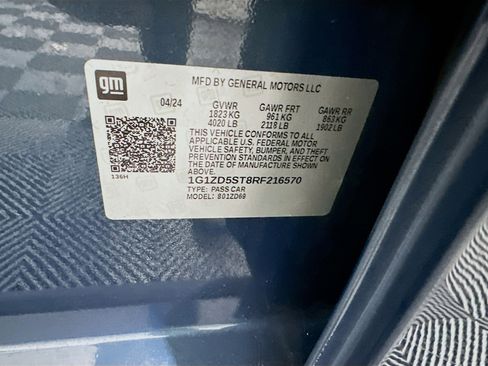 gm
MFD BY GENERAL MOTORS LLC
04/24 GVWR GAWR FRT GAWR RR
1823 KG 961 KG 863 KG
4020 LB 2118 LB 1902 LB
THIS VEHICLE CONFORMS TO ALL
APPLICABLE U.S. FEDERAL MOTOR
VEHICLE SAFETY, BUMPER, AND THEFT
PREVENTION STANDARDS IN EFFECT ON
THE DATE OF MANUFACTURE SHOWN ABOVE.
136H
1G1ZD5ST8RF216570
TYPE: PASS CAR
MODEL: 801ZD69